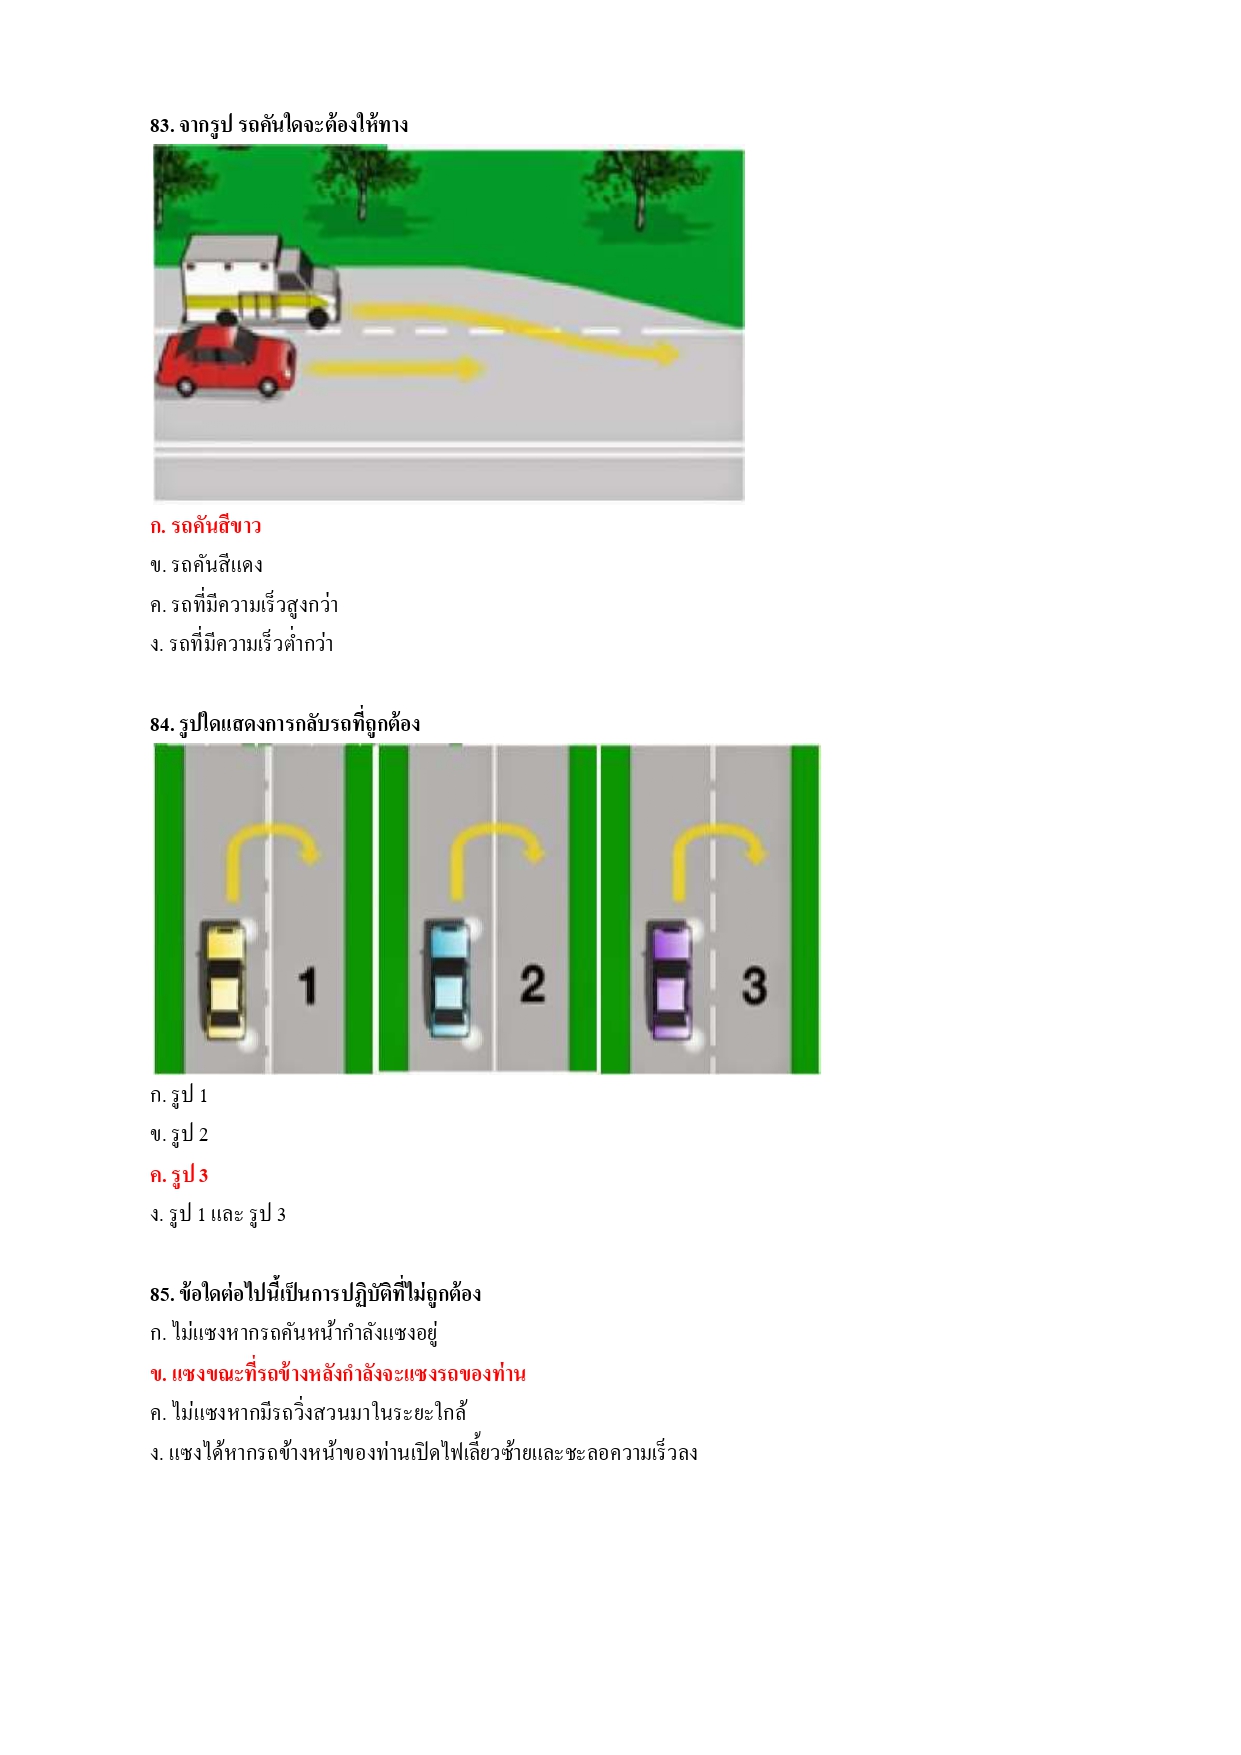 83. จากรูป รถคันใดจะต้องให้ทาง
ก. รถคันสีขาว
ข. รถคันสีแดง
ค. รถที่มีความเร็วสูงกว่า
ง. รถที่มีความเร็วต่ำกว่า
84. รูปใดแสดงการกลับรถที่ถูกต้อง
1 2 3
ก. รูป 1
ข. รูป 2
ค. รูป 3
ง. รูป 1 และ รูป 3
85. ข้อใดต่อไปนี้เป็นการปฏิบัติที่ไม่ถูกต้อง
ก. ไม่แซงหากรถคันหน้ากำลังแซงอยู่
ข. แซงขณะที่รถข้างหลังกำลังจะแซงรถของท่าน
ค. ไม่แซงหากมีรถวิ่งสวนมาในระยะใกล้
ง. แซงได้หากรถข้างหน้าของท่านเปิดไฟเลี้ยวซ้ายและชะลอความเร็วลง